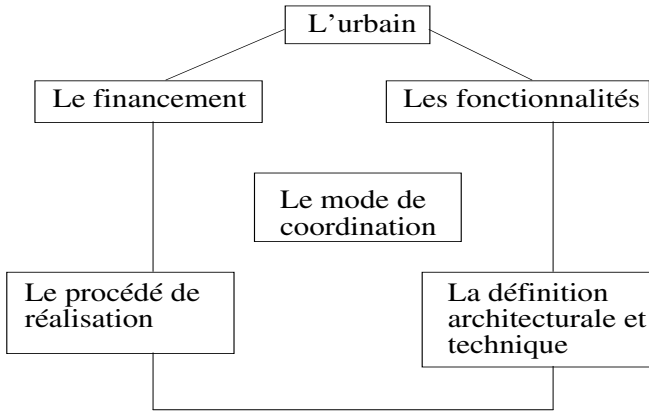 L'urbain
Le financement
Les fonctionnalités
Le mode de
coordination
Le procédé de
réalisation
La définition
architecturale et
technique